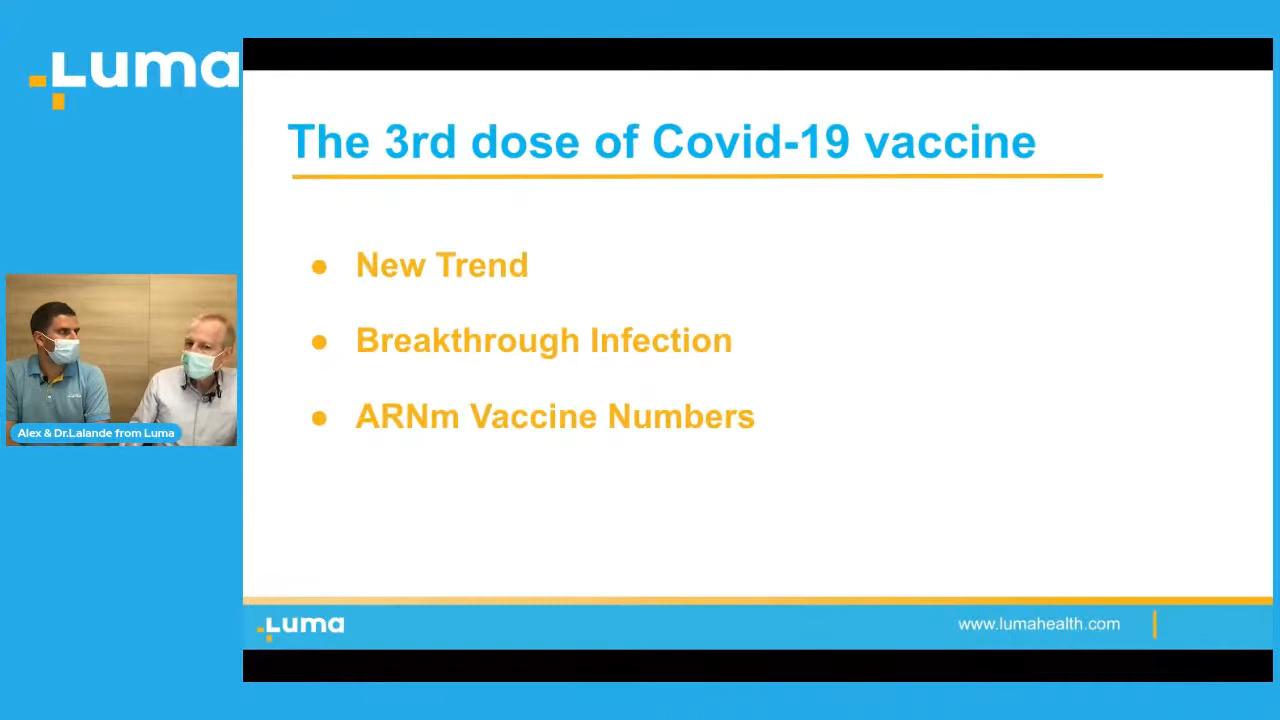 Luma
The 3rd dose of Covid-19 vaccine
● New Trend
● Breakthrough Infection
● ARNm Vaccine Numbers
Alex & Dr.Lalande from Luma
Luma
www.lumahealth.com